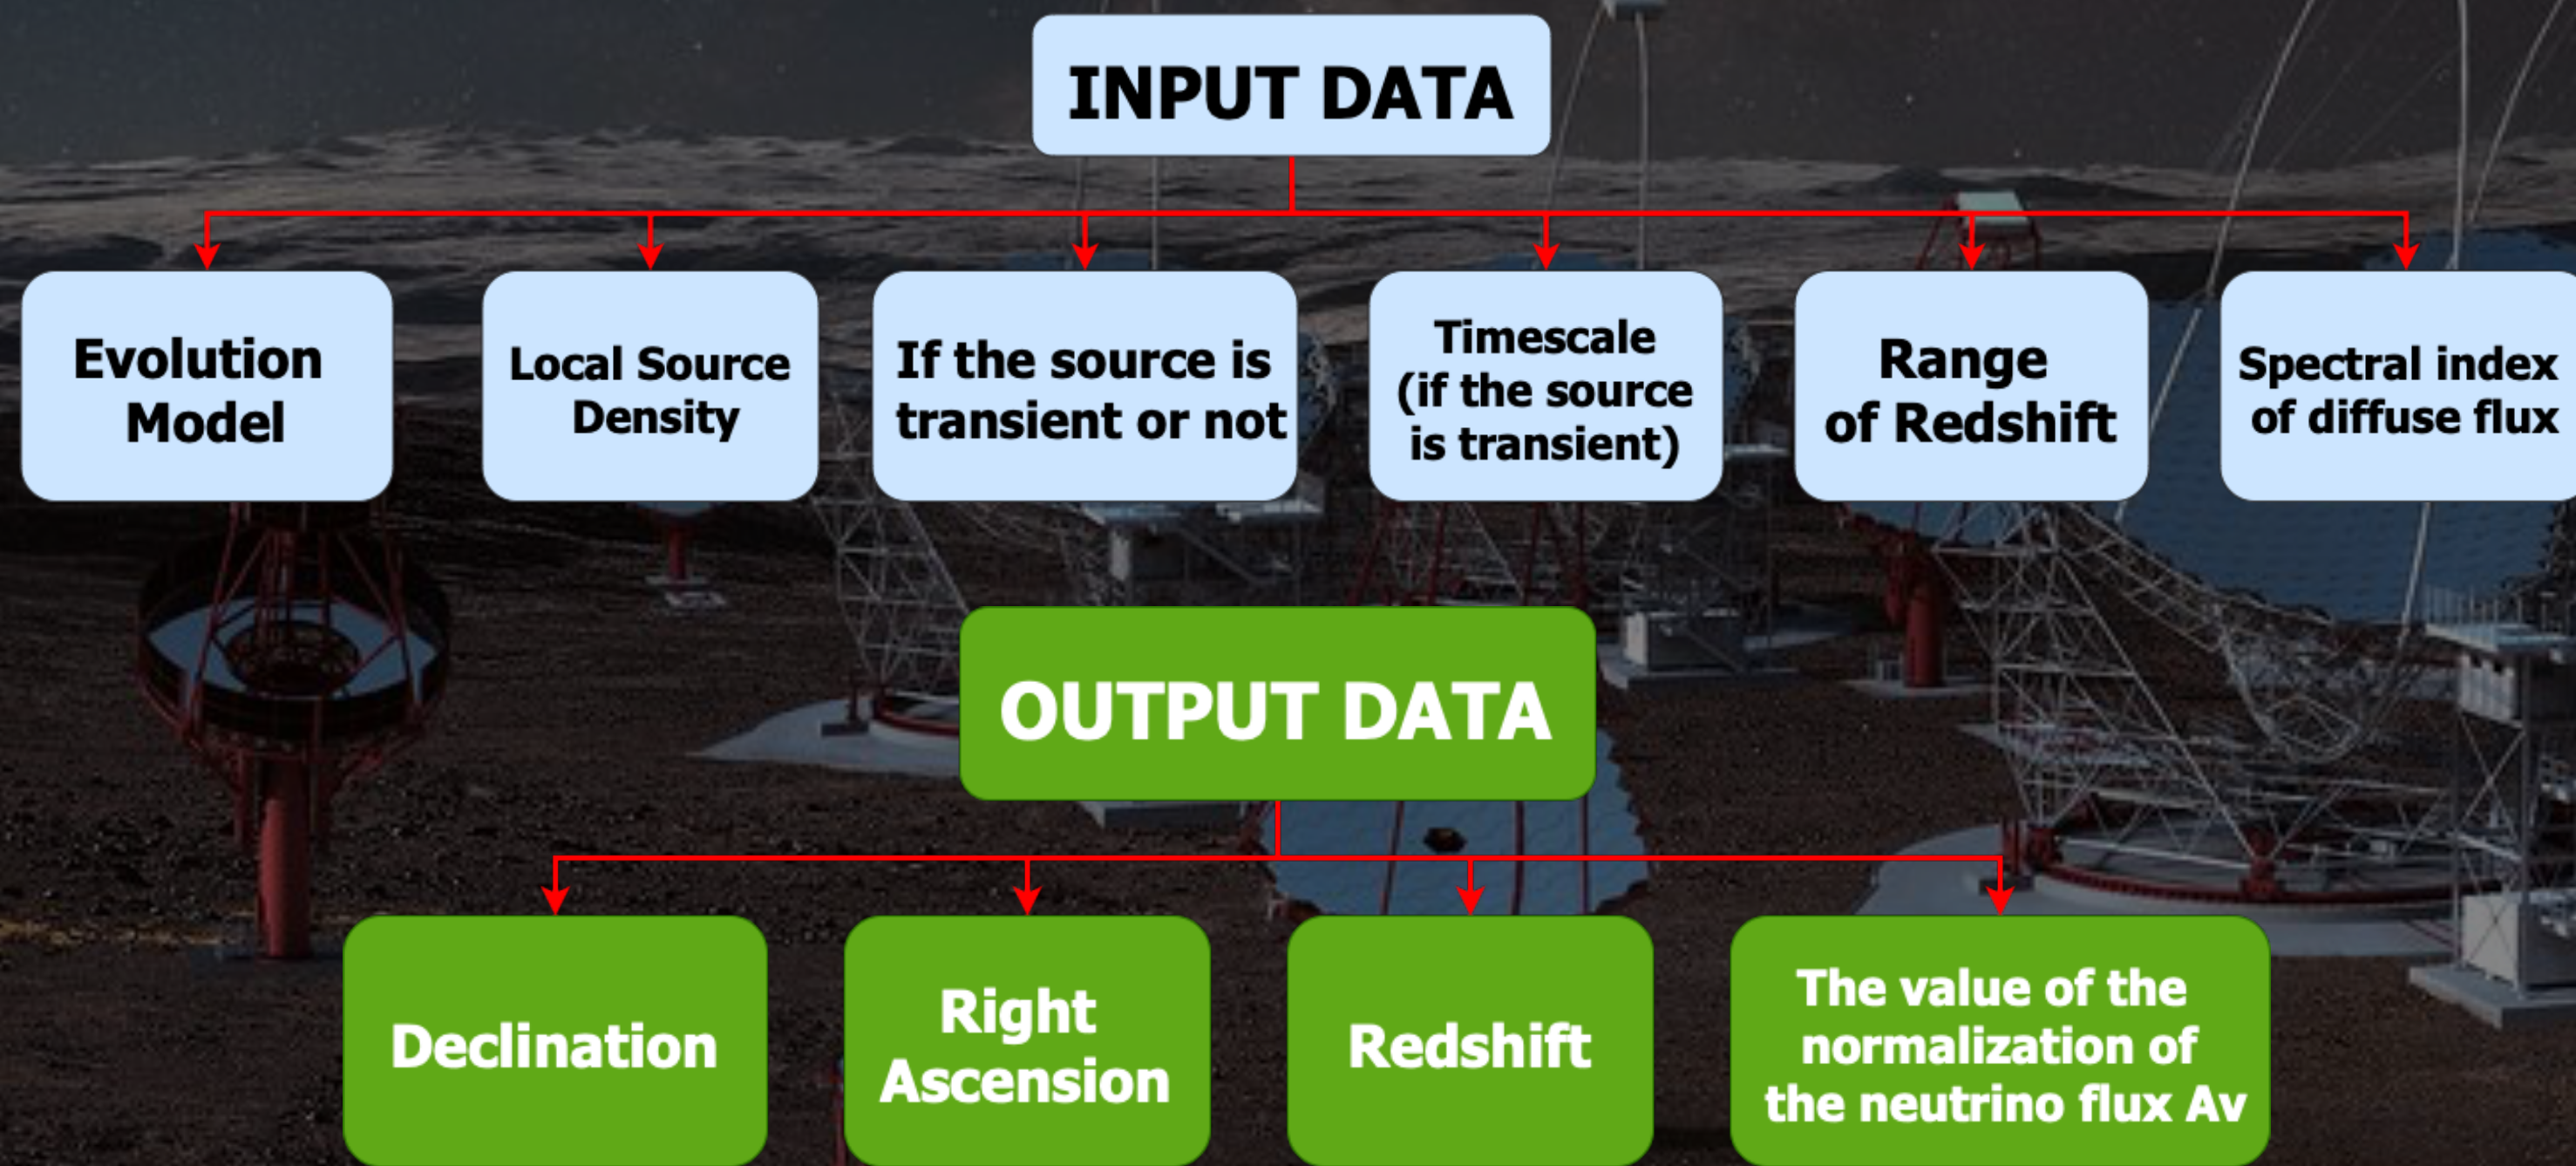 INPUT DATA
Evolution
Model
Local Source
Density
If the source is
transient or not
Timescale
(if the source
is transient)
Range
of Redshift
Spectral index
of diffuse flux
OUTPUT DATA
Declination
Right
Ascension
Redshift
The value of the
normalization of
the neutrino flux Aν